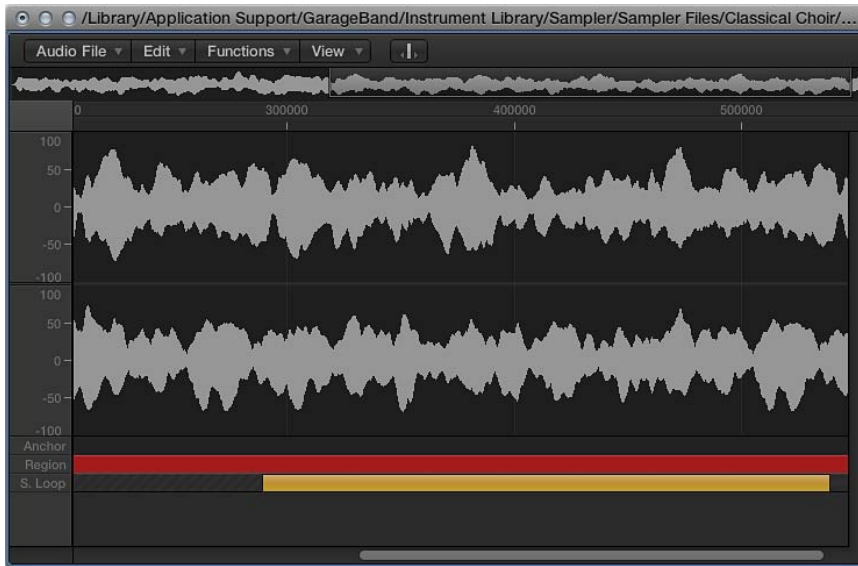 /Library/Application Support/GarageBand/Instrument Library/Sampler/Sampler Files/Classical Choir/...
Audio File Edit Functions View
0 300000 400000 500000
100
50
0
-50
-100
100
50
0
-50
-100
Anchor
Region
S. Loop